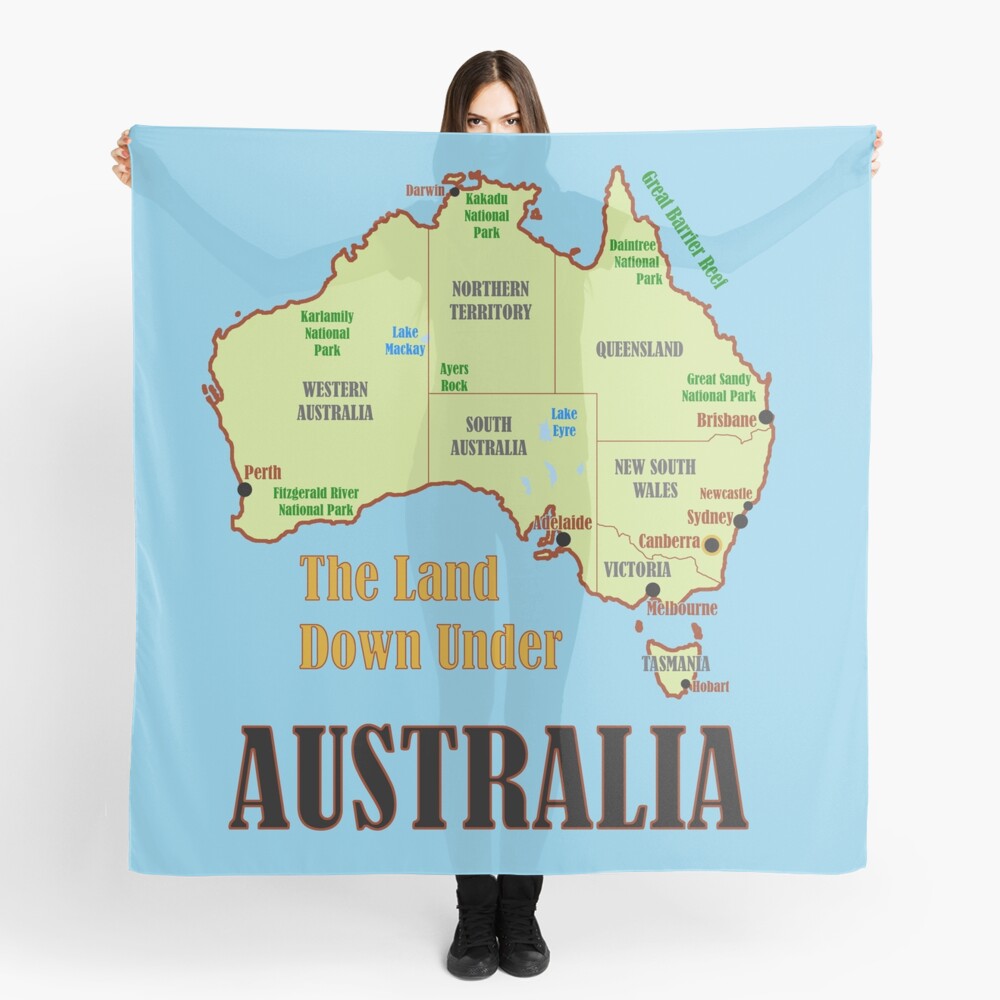 Darwin
Kakadu
National
Park
Great Barrier Reef
Daintree
National
Park
NORTHERN
TERRITORY
Karlamily
National
Park
Lake
Mackay
QUEENSLAND
Ayers
Rock
Great Sandy
National Park
WESTERN
AUSTRALIA
Lake
Eyre
Brisbane
SOUTH
AUSTRALIA
NEW SOUTH
WALES
Perth
Fitzgerald River
National Park
Newcastle
Sydney
Adelaide
Canberra
VICTORIA
Melbourne
The Land
Down Under
TASMANIA
Hobart
AUSTRALIA